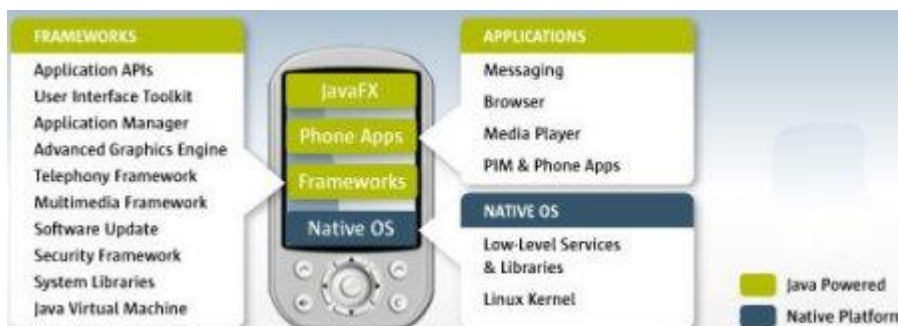 FRAMEWORKS
Application APIs
User Interface Toolkit
Application Manager
Advanced Graphics Engine
Telephony Framework
Multimedia Framework
Software Update
Security Framework
System Libraries
Java Virtual Machine
JavaFX
Phone Apps
Frameworks
Native OS
C
APPLICATIONS
Messaging
Browser
Media Player
PIM & Phone Apps
NATIVE OS
Low-Level Services
& Libraries
Linux Kernel
Java Powered
Native Platform